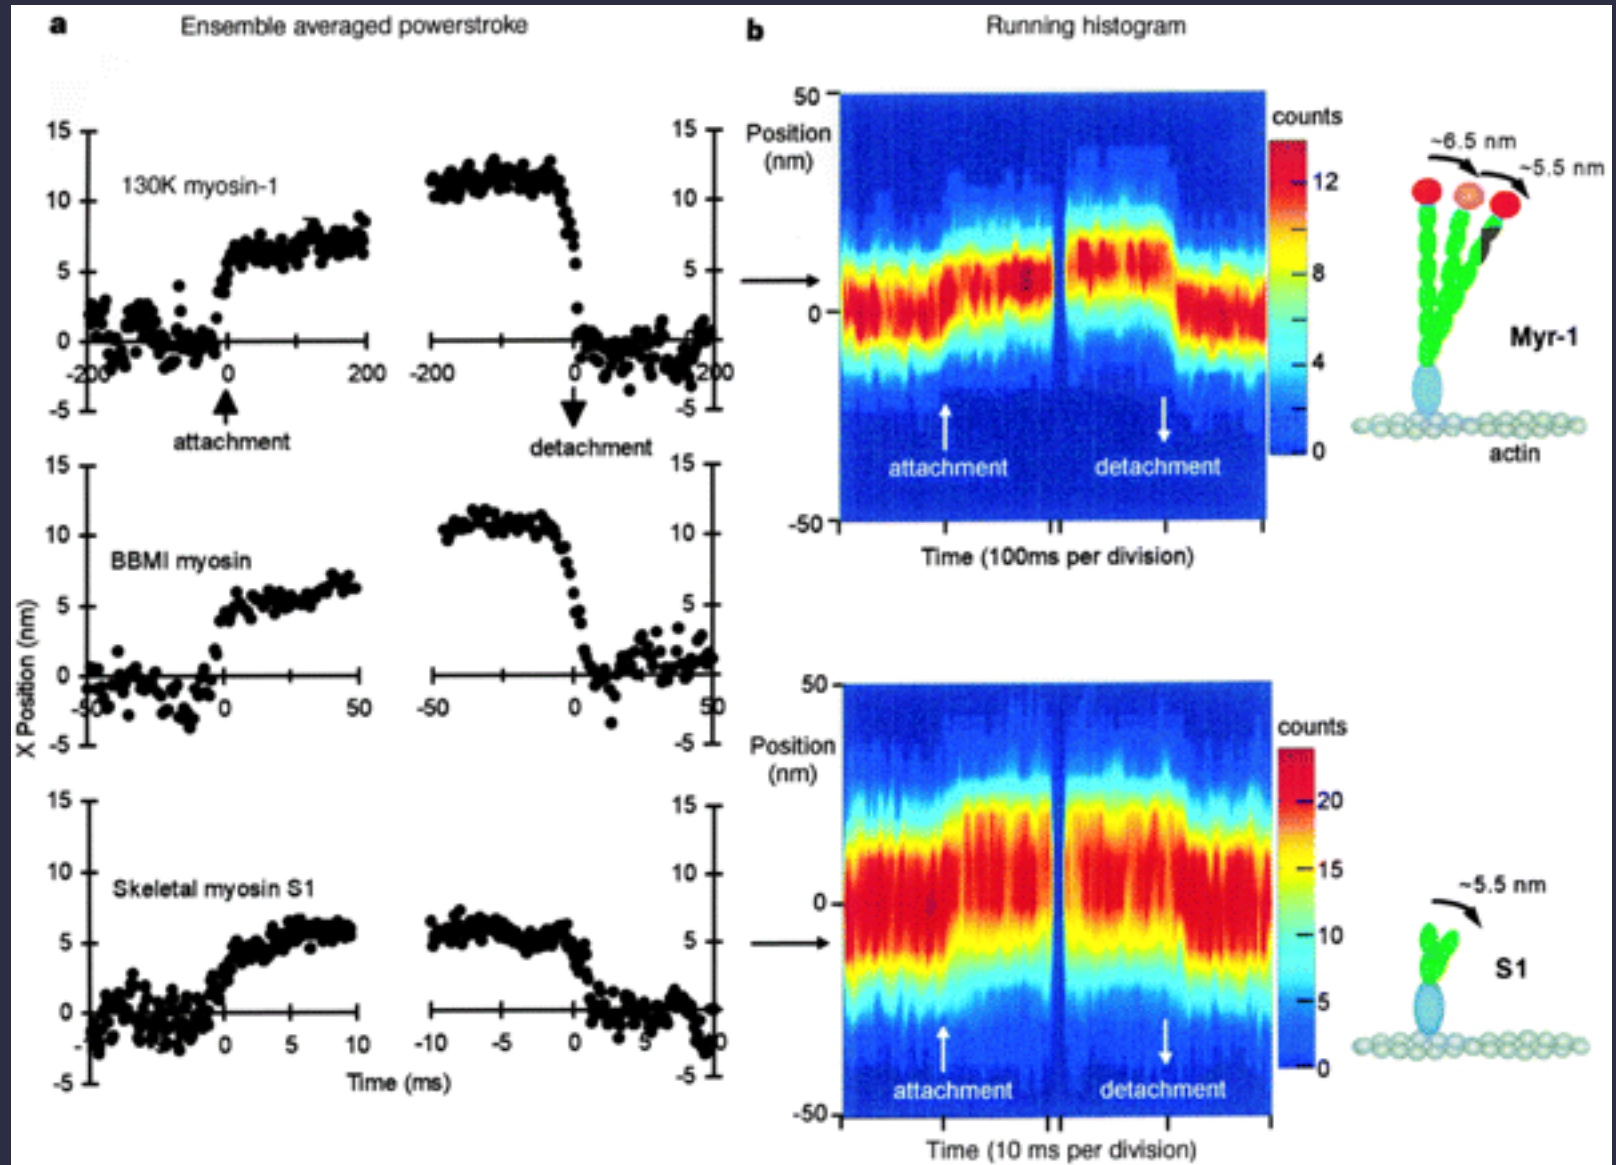 a
Ensemble averaged powerstroke
b
Running histogram
15
10
5
0
-5
130K myosin-1
-200
0
200
attachment
15
10
5
-5
-200
0
200
detachment
15
10
5
0
-5
BBMI myosin
X Position (nm)
-50
0
50
15
10
5
-5
-50
0
50
15
10
5
0
-5
Skeletal myosin S1
0
5
10
15
10
5
-5
-10
-5
0
5
Time (ms)
50
Position
(nm)
0
-50
attachment
detachment
Time (100ms per division)
counts
12
8
4
0
~6.5 nm
~5.5 nm
Myr-1
actin
50
Position
(nm)
0
-50
attachment
detachment
Time (10 ms per division)
counts
20
15
10
5
0
~5.5 nm
S1